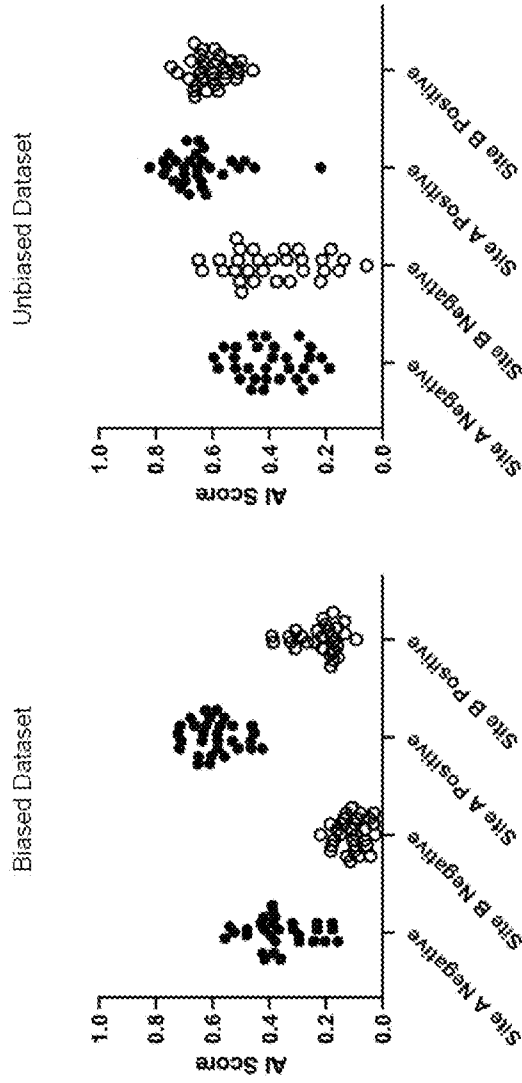 Biased Dataset
AI Score
1.0
0.8
0.6
0.4
0.2
0.0
Site A Negative
Site B Negative
Site A Positive
Site B Positive
Unbiased Dataset
AI Score
1.0
0.8
0.6
0.4
0.2
0.0
Site A Negative
Site B Negative
Site A Positive
Site B Positive